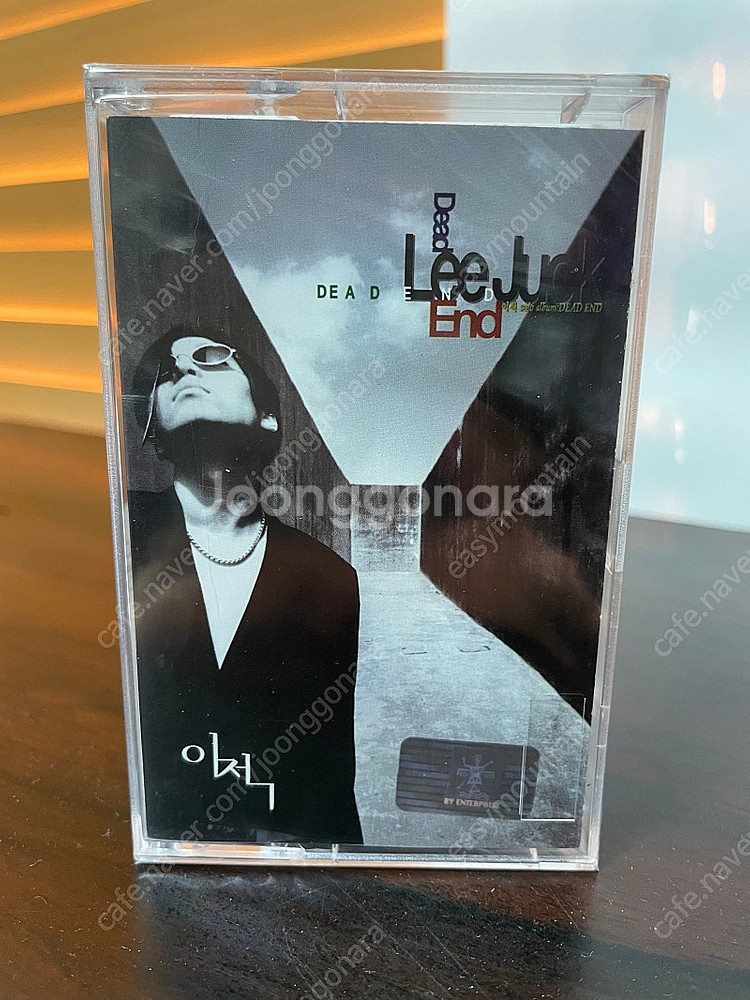 Dead
LeeJuck
DEAD END
End
이적 solo album: DEAD END
Joonggonara
이적
BY ENTERPRISE
cafe.naver.com/joonggonara
easymountain